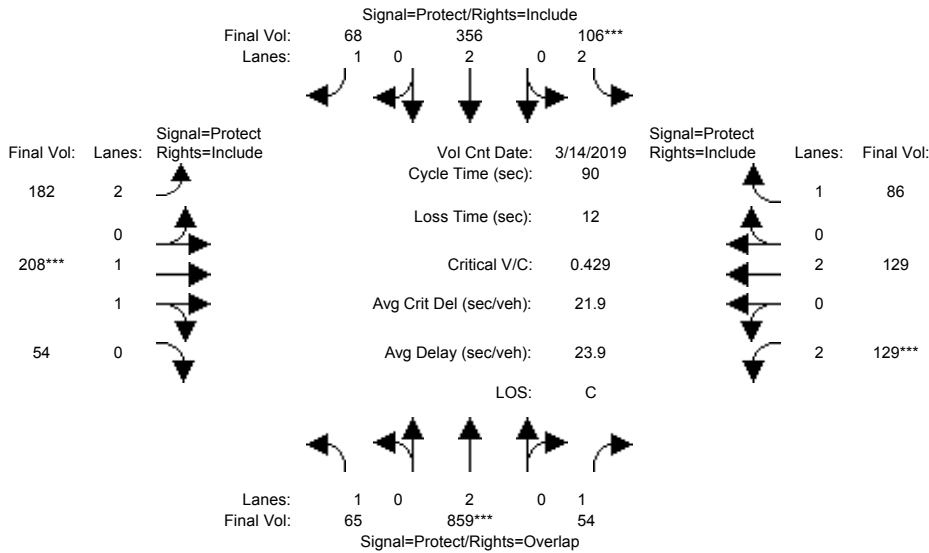 Signal=Protect/Rights=Include
Final Vol: 68 356 106***
Lanes: 1 0 2 0 2
Signal=Protect Signal=Protect
Final Vol: Lanes: Rights=Include Vol Cnt Date: 3/14/2019 Rights=Include Lanes: Final Vol:
Cycle Time (sec): 90
182 2 1 86
Loss Time (sec): 12
0 0
208*** 1 Critical V/C: 0.429 2 129
1 Avg Crit Del (sec/veh): 21.9 0
54 0 Avg Delay (sec/veh): 23.9 2 129***
LOS: C
Lanes: 1 0 2 0 1
Final Vol: 65 859*** 54
Signal=Protect/Rights=Overlap